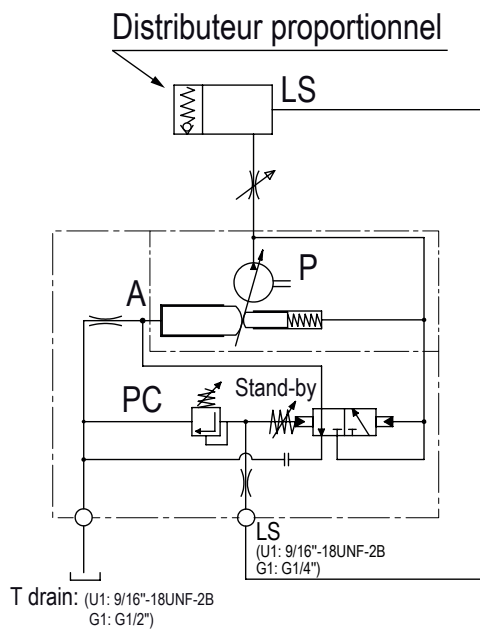 Distributeur proportionnel
LS
P
A
PC
Stand-by
LS
(U1: 9/16"-18UNF-2B
G1: G1/4")
T drain: (U1: 9/16"-18UNF-2B
G1: G1/2")